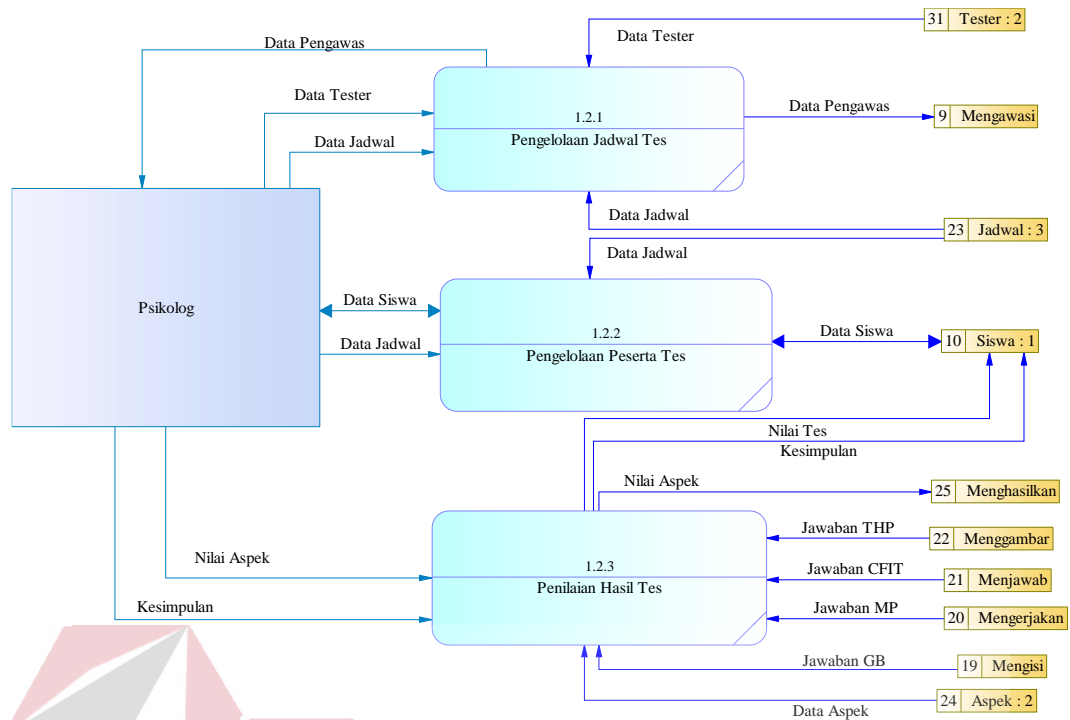 31 Tester : 2
Data Tester
Data Pengawas
Data Tester
1.2.1
Data Pengawas
9 Mengawasi
Pengelolaan Jadwal Tes
Data Jadwal
Data Jadwal
23 Jadwal : 3
Data Jadwal
Psikolog
Data Siswa
1.2.2
Data Siswa
10 Siswa : 1
Data Jadwal
Pengelolaan Peserta Tes
Nilai Tes
Kesimpulan
Nilai Aspek
25 Menghasilkan
Jawaban THP
22 Menggambar
Nilai Aspek
1.2.3
Jawaban CFIT
21 Menjawab
Penilaian Hasil Tes
Kesimpulan
Jawaban MP
20 Mengerjakan
Jawaban GB
19 Mengisi
Data Aspek
24 Aspek : 2